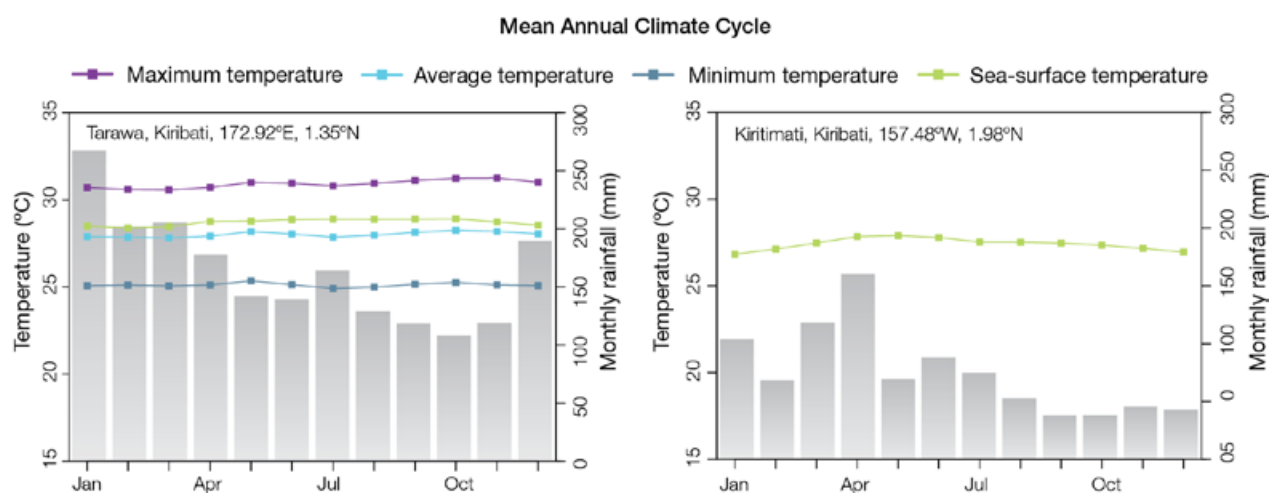 Mean Annual Climate Cycle
Maximum temperature Average temperature Minimum temperature Sea-surface temperature
Tarawa, Kiribati, 172.92ºE, 1.35ºN
Temperature (ºC)
35
30
25
20
15
Monthly rainfall (mm)
300
250
200
150
100
50
0
Jan Apr Jul Oct
Kiritimati, Kiribati, 157.48ºW, 1.98ºN
Temperature (ºC)
35
30
25
20
15
Monthly rainfall (mm)
300
250
200
150
100
0
05
Jan Apr Jul Oct